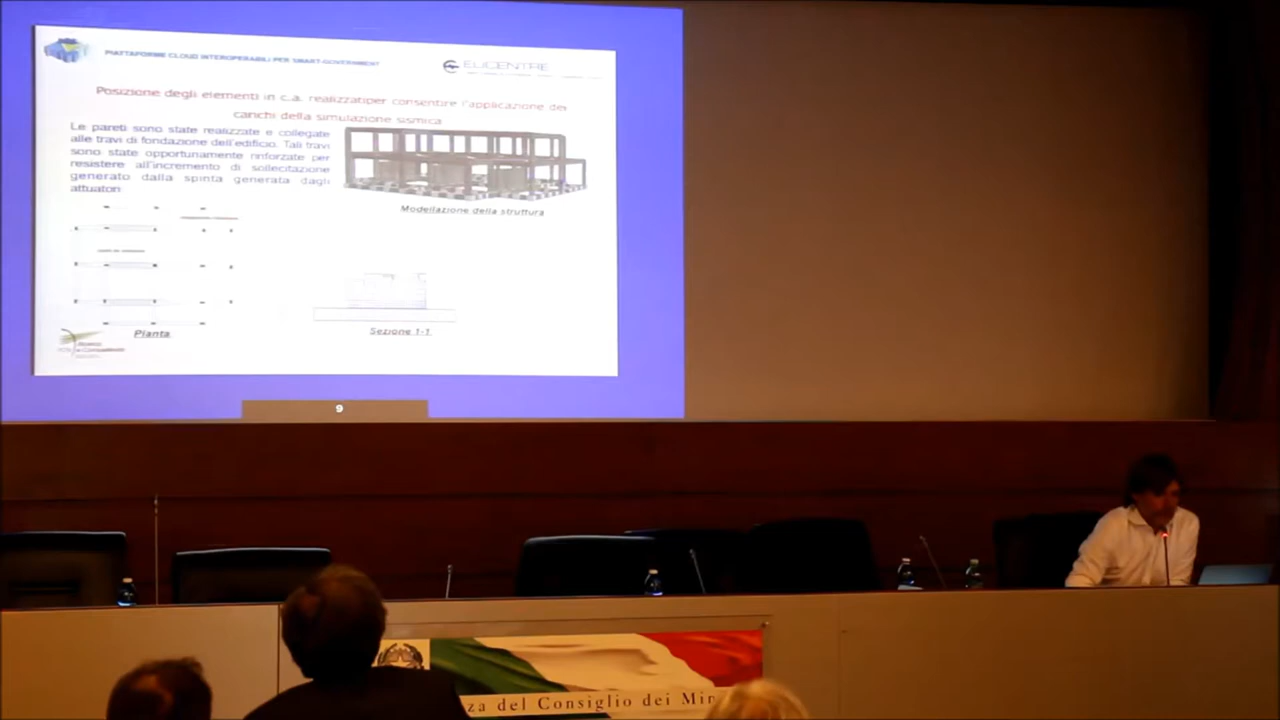 PIATTAFORME CLOUD INTEROPERABILI PER SMART-GOVERNMENT
ELICENTRE
Posizione degli elementi in c.a. realizzatiper consentire l'applicazione dei
carichi della simulazione sismica
Le pareti sono state realizzate e collegate
alle travi di fondazione dell'edificio. Tali travi
sono state opportunamente rinforzate per
resistere all'incremento di sollecitazione
generato dalla spinta generata dagli
attuatori
Modellazione della struttura
Pianta
Sezione 1-1
9
za del Consiglio dei Min